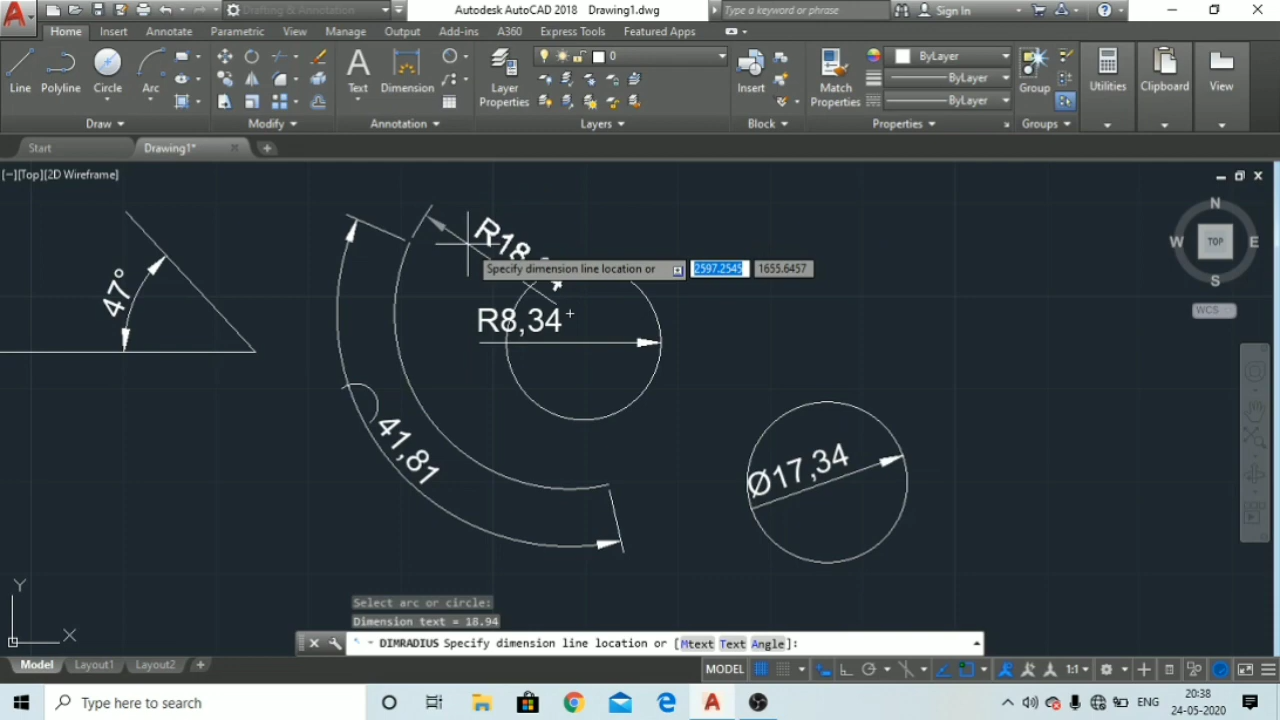 Drafting & Annotation
Autodesk AutoCAD 2018 Drawing1.dwg
Type a keyword or phrase
Sign In
Home Insert Annotate Parametric View Manage Output Add-ins A360 Express Tools Featured Apps
0
ByLayer
ByLayer
ByLayer
Line Polyline Circle Arc
Text Dimension
Layer Properties
Insert
Match Properties
Group
Utilities
Clipboard
View
Draw Modify Annotation Layers Block Properties Groups
Start Drawing1*
[−][Top][2D Wireframe]
N
W TOP E
S
WCS
47°
R18
Specify dimension line location or 2597.2545 1655.6457
R8,34
41,81
Ø17,34
Y
X
Select arc or circle:
Dimension text = 18.94
DIMRADIUS Specify dimension line location or [Mtext Text Angle]:
Model Layout1 Layout2
MODEL 1:1
Type here to search
ENG
20:38
24-05-2020